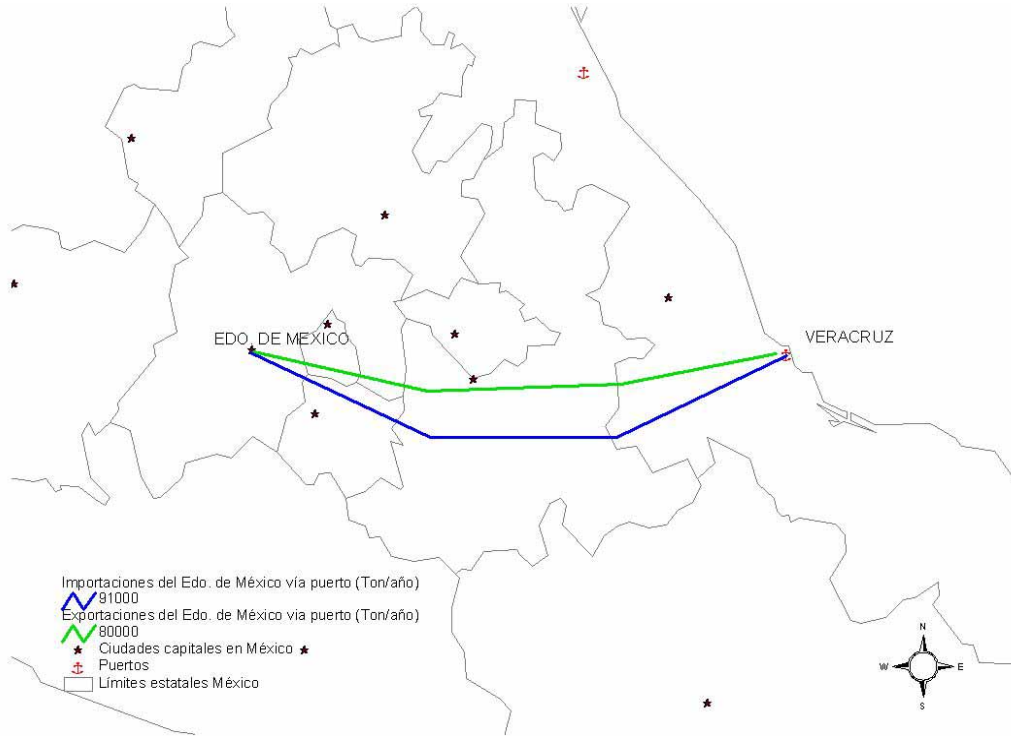 EDO. DE MEXICO
VERACRUZ
Importaciones del Edo. de México vía puerto (Ton/año)
91000
Exportaciones del Edo. de México via puerto (Ton/año)
80000
Ciudades capitales en México
Puertos
Límites estatales México
N
W E
S